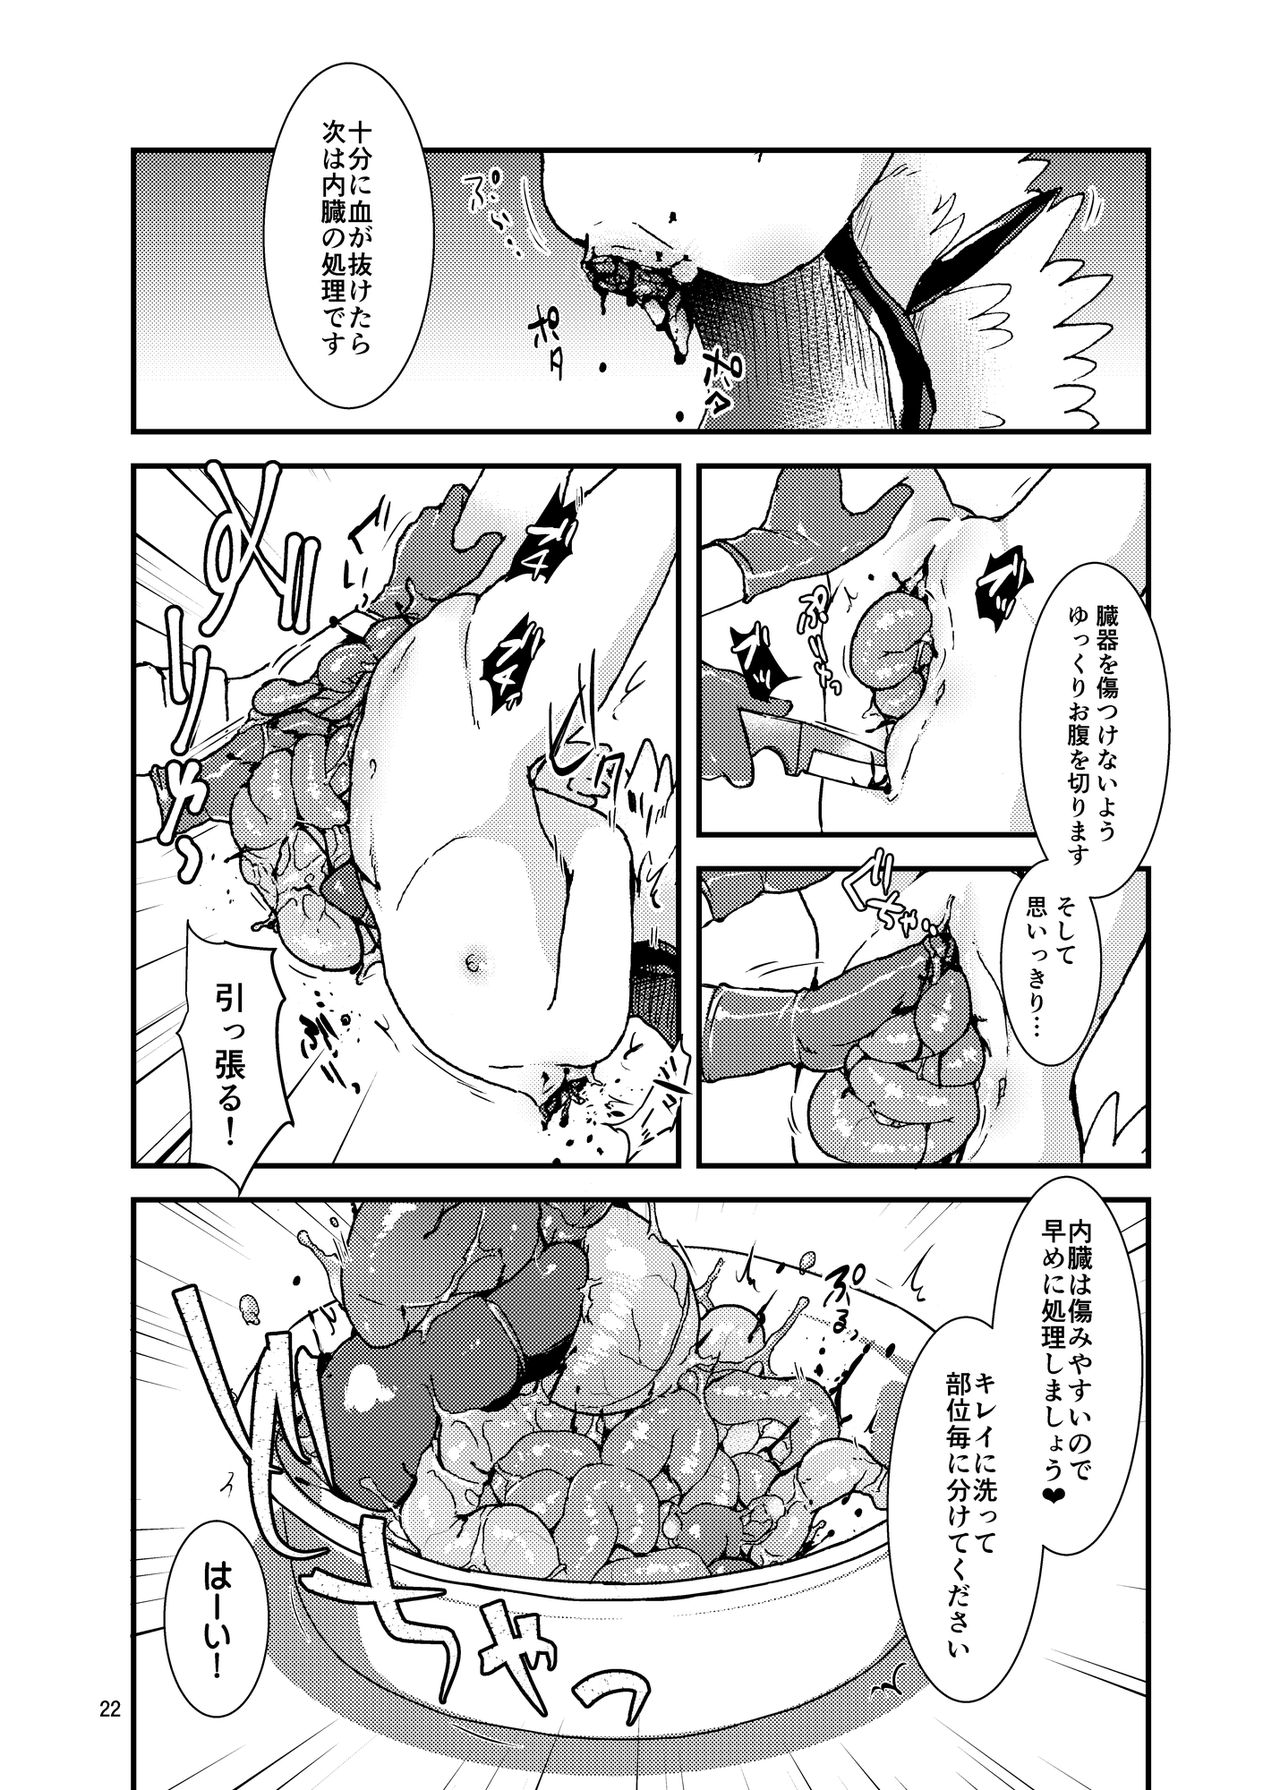 十分に血が抜けたら
次は内臓の処理です
ポタ
ポタ
臓器を傷つけないよう
ゆっくりお腹を切ります
そして
思いっきり…
引っ張る！
内臓は傷みやすいので
早めに処理しましょう❤
キレイに洗って
部位毎に分けてください
はーい！
22